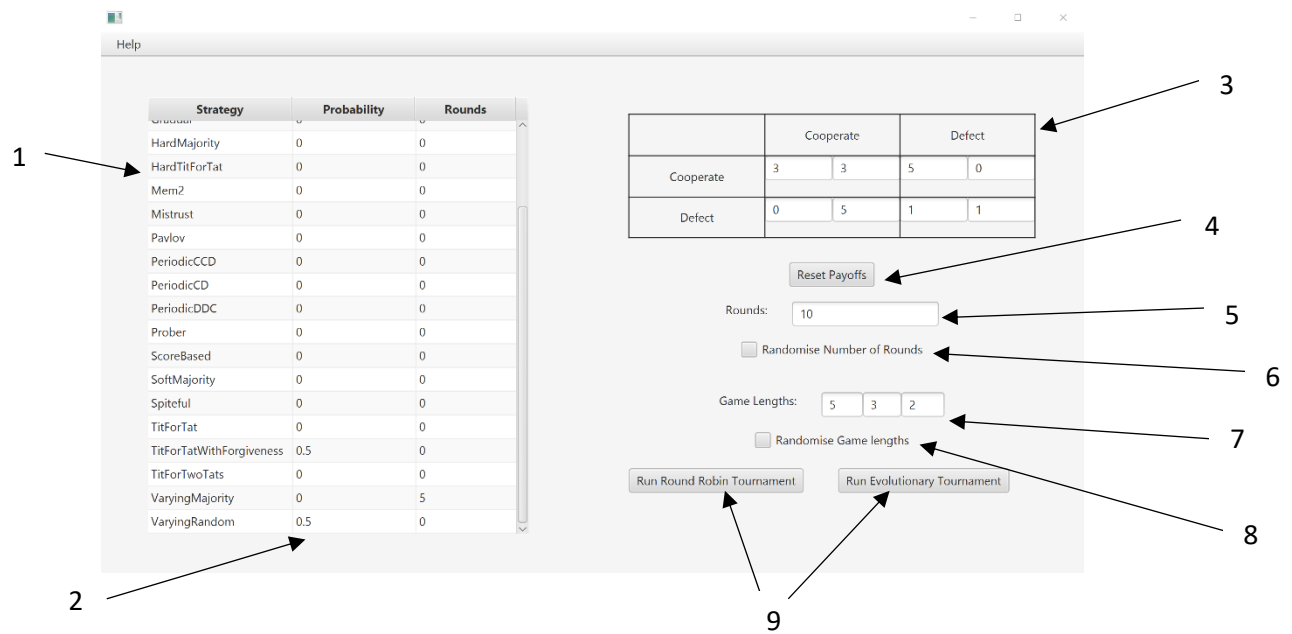 Help
Strategy Probability Rounds
Gradual 0 0
HardMajority 0 0
HardTitForTat 0 0
Mem2 0 0
Mistrust 0 0
Pavlov 0 0
PeriodicCCD 0 0
PeriodicCD 0 0
PeriodicDDC 0 0
Prober 0 0
ScoreBased 0 0
SoftMajority 0 0
Spiteful 0 0
TitForTat 0 0
TitForTatWithForgiveness 0.5 0
TitForTwoTats 0 0
VaryingMajority 0 5
VaryingRandom 0.5 0
1
2
Cooperate Defect
Cooperate 3 3 5 0
Defect 0 5 1 1
3
Reset Payoffs
4
Rounds: 10
5
Randomise Number of Rounds
6
Game Lengths: 5 3 2
7
Randomise Game lengths
8
Run Round Robin Tournament Run Evolutionary Tournament
9